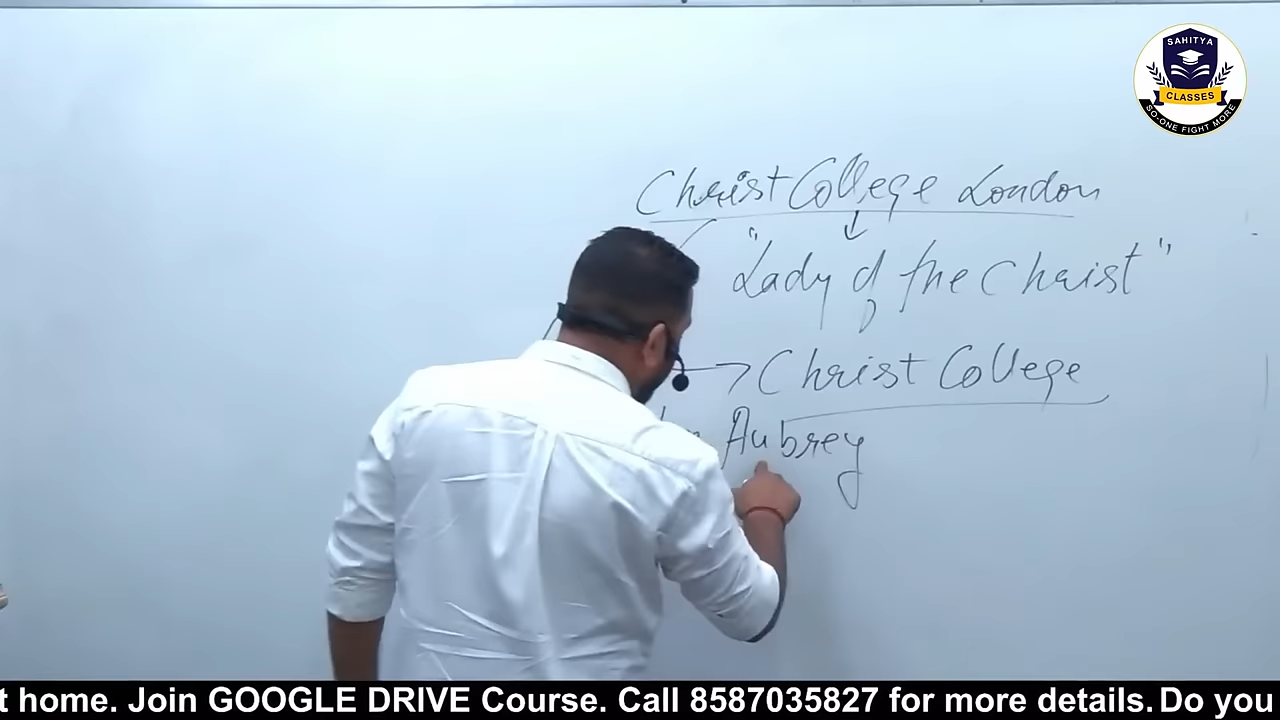 SAHITYA
CLASSES
SO-ONE FIGHT MORE
Christ College London
"Lady of the Christ"
Christ College
Aubrey
t home. Join GOOGLE DRIVE Course. Call 8587035827 for more details. Do you